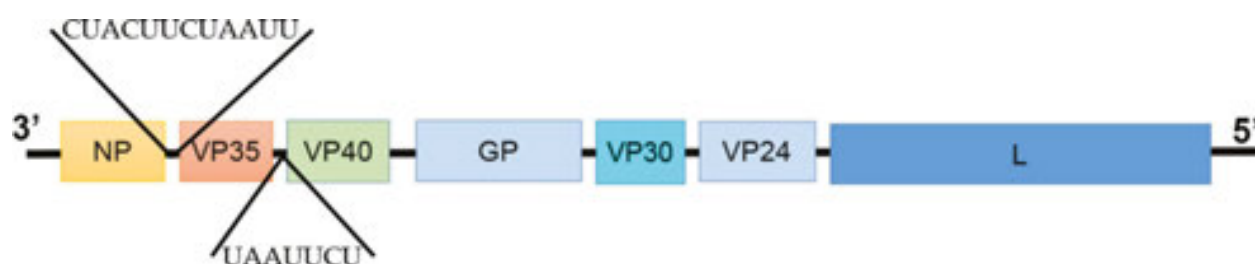 CUACUUCUAAUU
3' NP VP35 VP40 GP VP30 VP24 L 5'
UAAUUCU